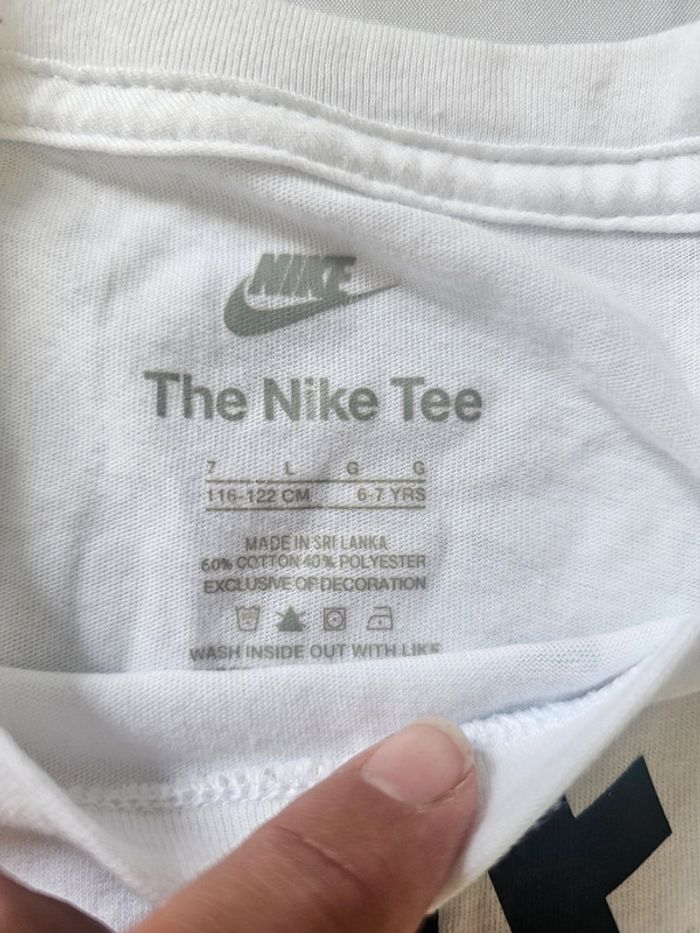 NIKE
The Nike Tee
7 L G G
116-122 CM 6-7 YRS
MADE IN SRI LANKA
60% COTTON 40% POLYESTER
EXCLUSIVE OF DECORATION
WASH INSIDE OUT WITH LIKE